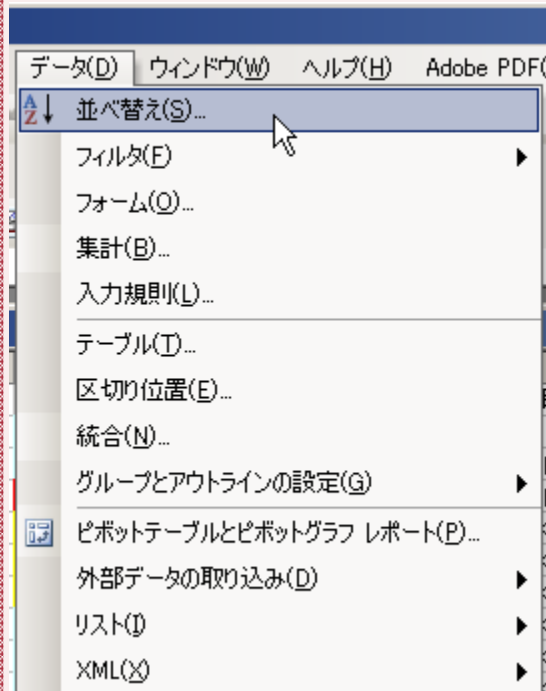 データ(D) ウィンドウ(W) ヘルプ(H) Adobe PDF(
並べ替え(S)...
フィルタ(F)
フォーム(O)...
集計(B)...
入力規則(L)...
テーブル(T)...
区切り位置(E)...
統合(N)...
グループとアウトラインの設定(G)
ピボットテーブルとピボットグラフ レポート(P)...
外部データの取り込み(D)
リスト(I)
XML(X)